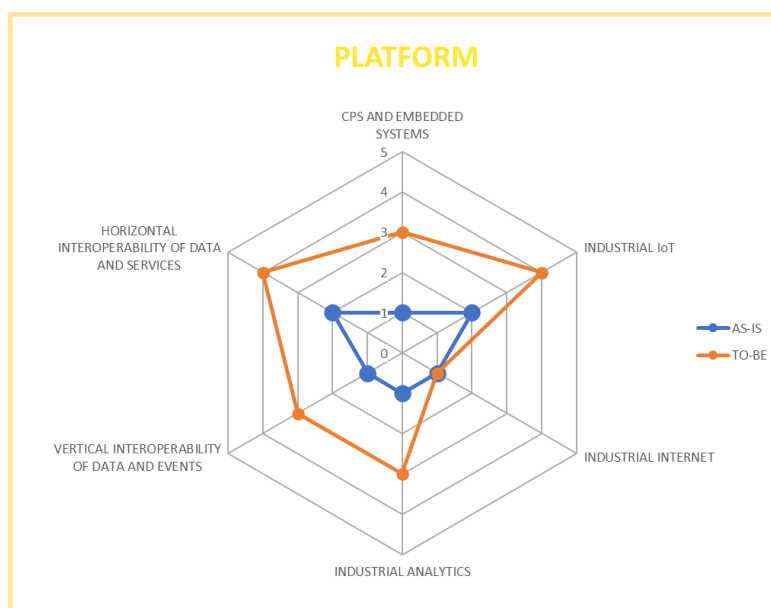 PLATFORM
CPS AND EMBEDDED
SYSTEMS
5
4
3
2
1
0
HORIZONTAL
INTEROPERABILITY OF DATA
AND SERVICES
INDUSTRIAL IoT
AS-IS
TO-BE
VERTICAL INTEROPERABILITY
OF DATA AND EVENTS
INDUSTRIAL INTERNET
INDUSTRIAL ANALYTICS